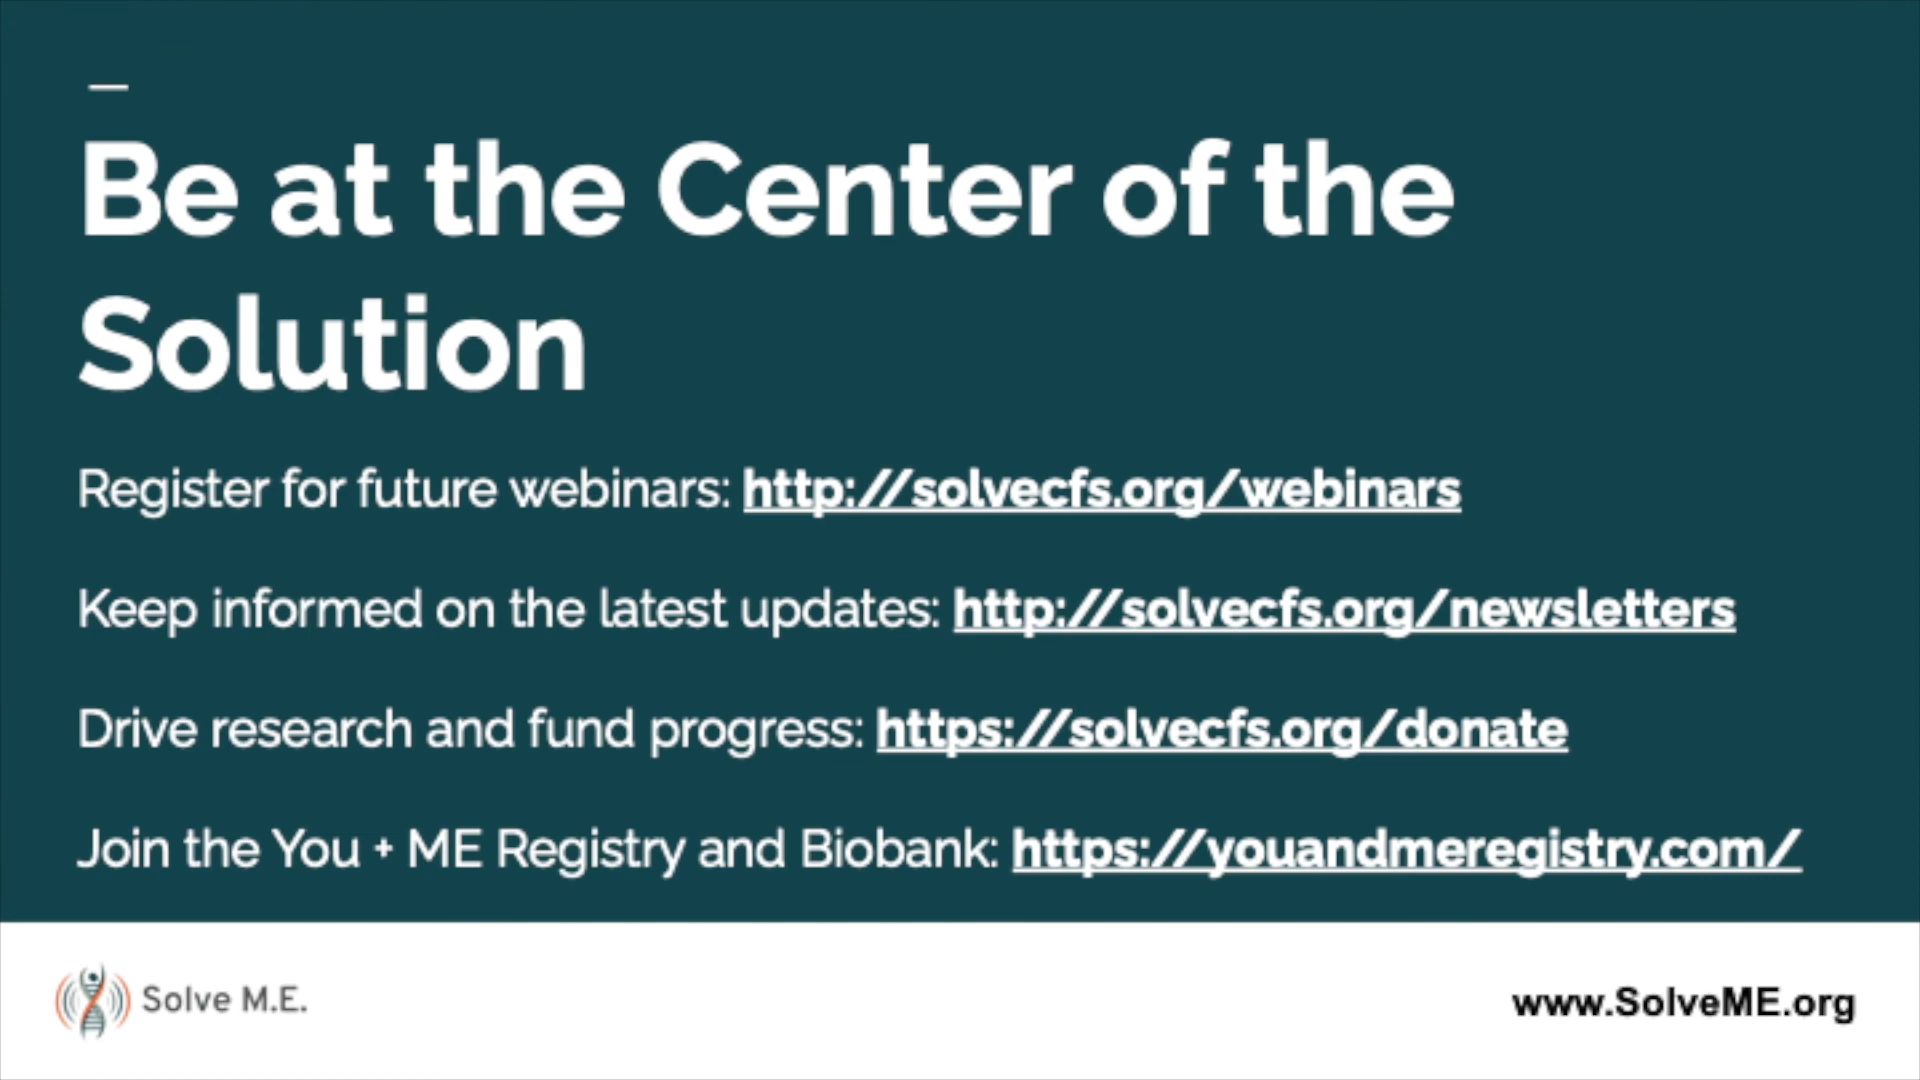 Be at the Center of the
Solution
Register for future webinars: http://solvecfs.org/webinars
Keep informed on the latest updates: http://solvecfs.org/newsletters
Drive research and fund progress: https://solvecfs.org/donate
Join the You + ME Registry and Biobank: https://youandmeregistry.com/
Solve M.E.
www.SolveME.org